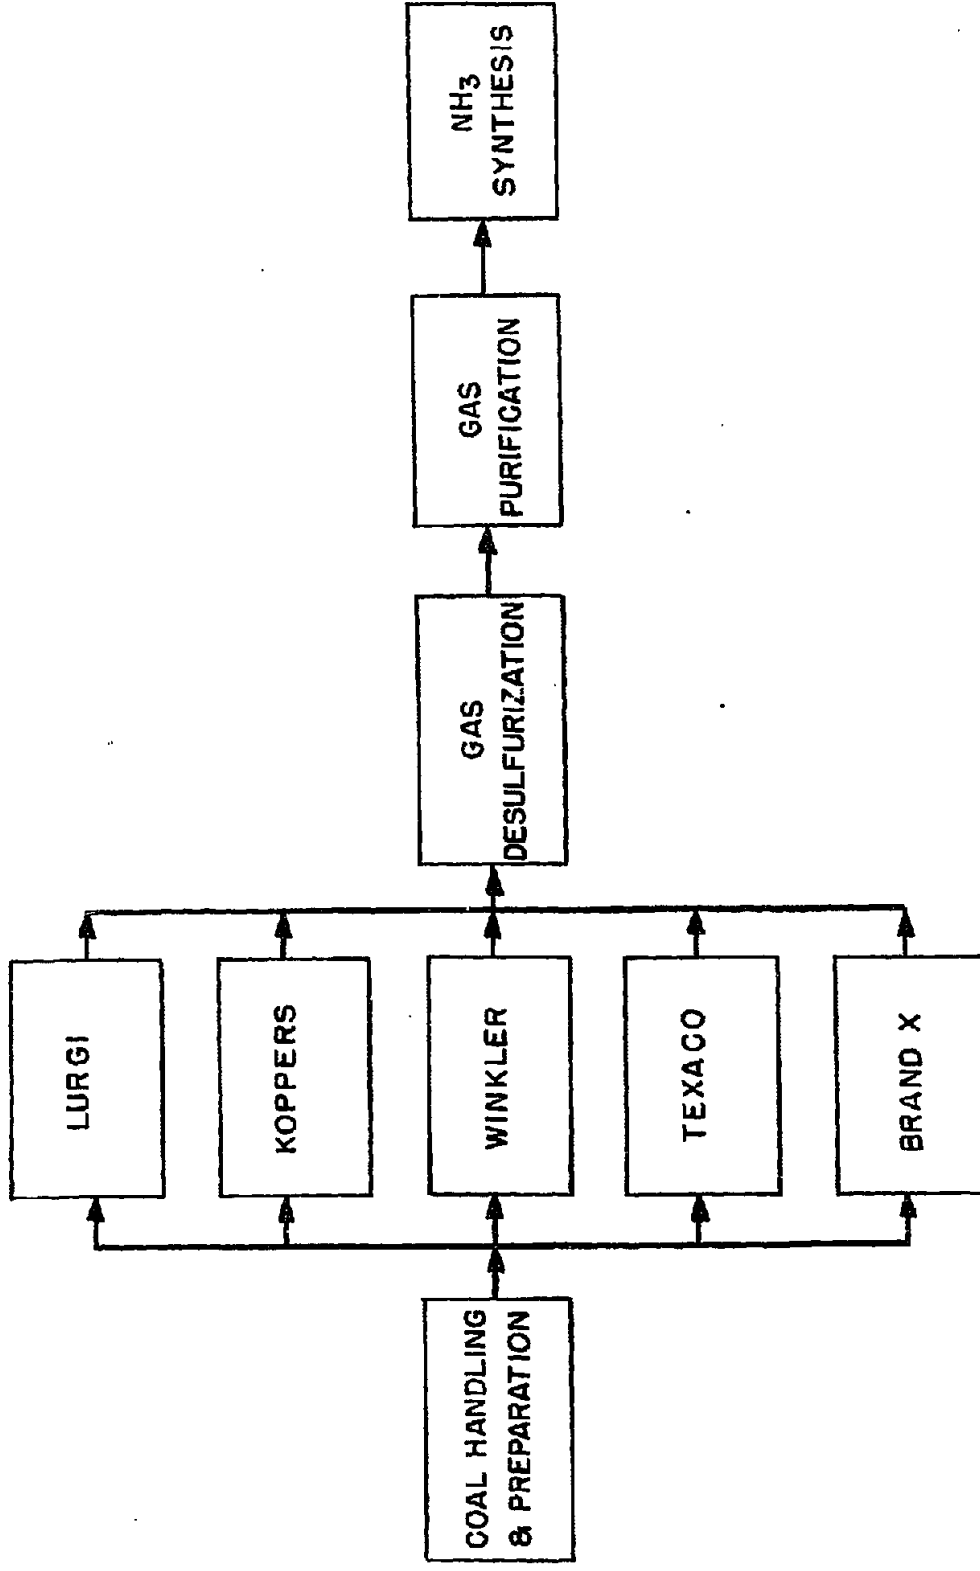 COAL HANDLING
& PREPARATION
LURGI
KOPPERS
WINKLER
TEXACO
BRAND X
GAS
DESULFURIZATION
GAS
PURIFICATION
NH₃
SYNTHESIS